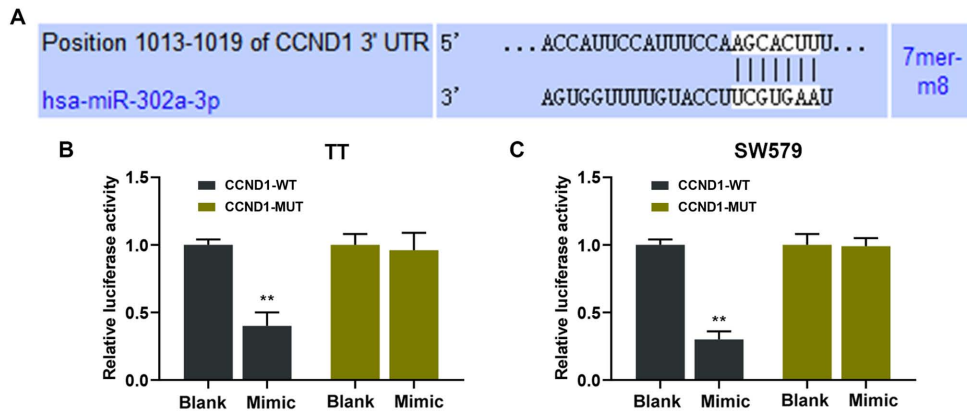 A
Position 1013-1019 of CCND1 3' UTR 5' ...ACCAUUCCAUUUCCAAGCACUUU... 7mer-
m8
hsa-miR-302a-3p 3' AGUGGUUUUGUACCUUCGUGAAU
B TT
Relative luciferase activity
1.5
1.0
0.5
0.0
CCND1-WT
CCND1-MUT
**
Blank Mimic Blank Mimic
C SW579
Relative luciferase activity
1.5
1.0
0.5
0.0
CCND1-WT
CCND1-MUT
**
Blank Mimic Blank Mimic